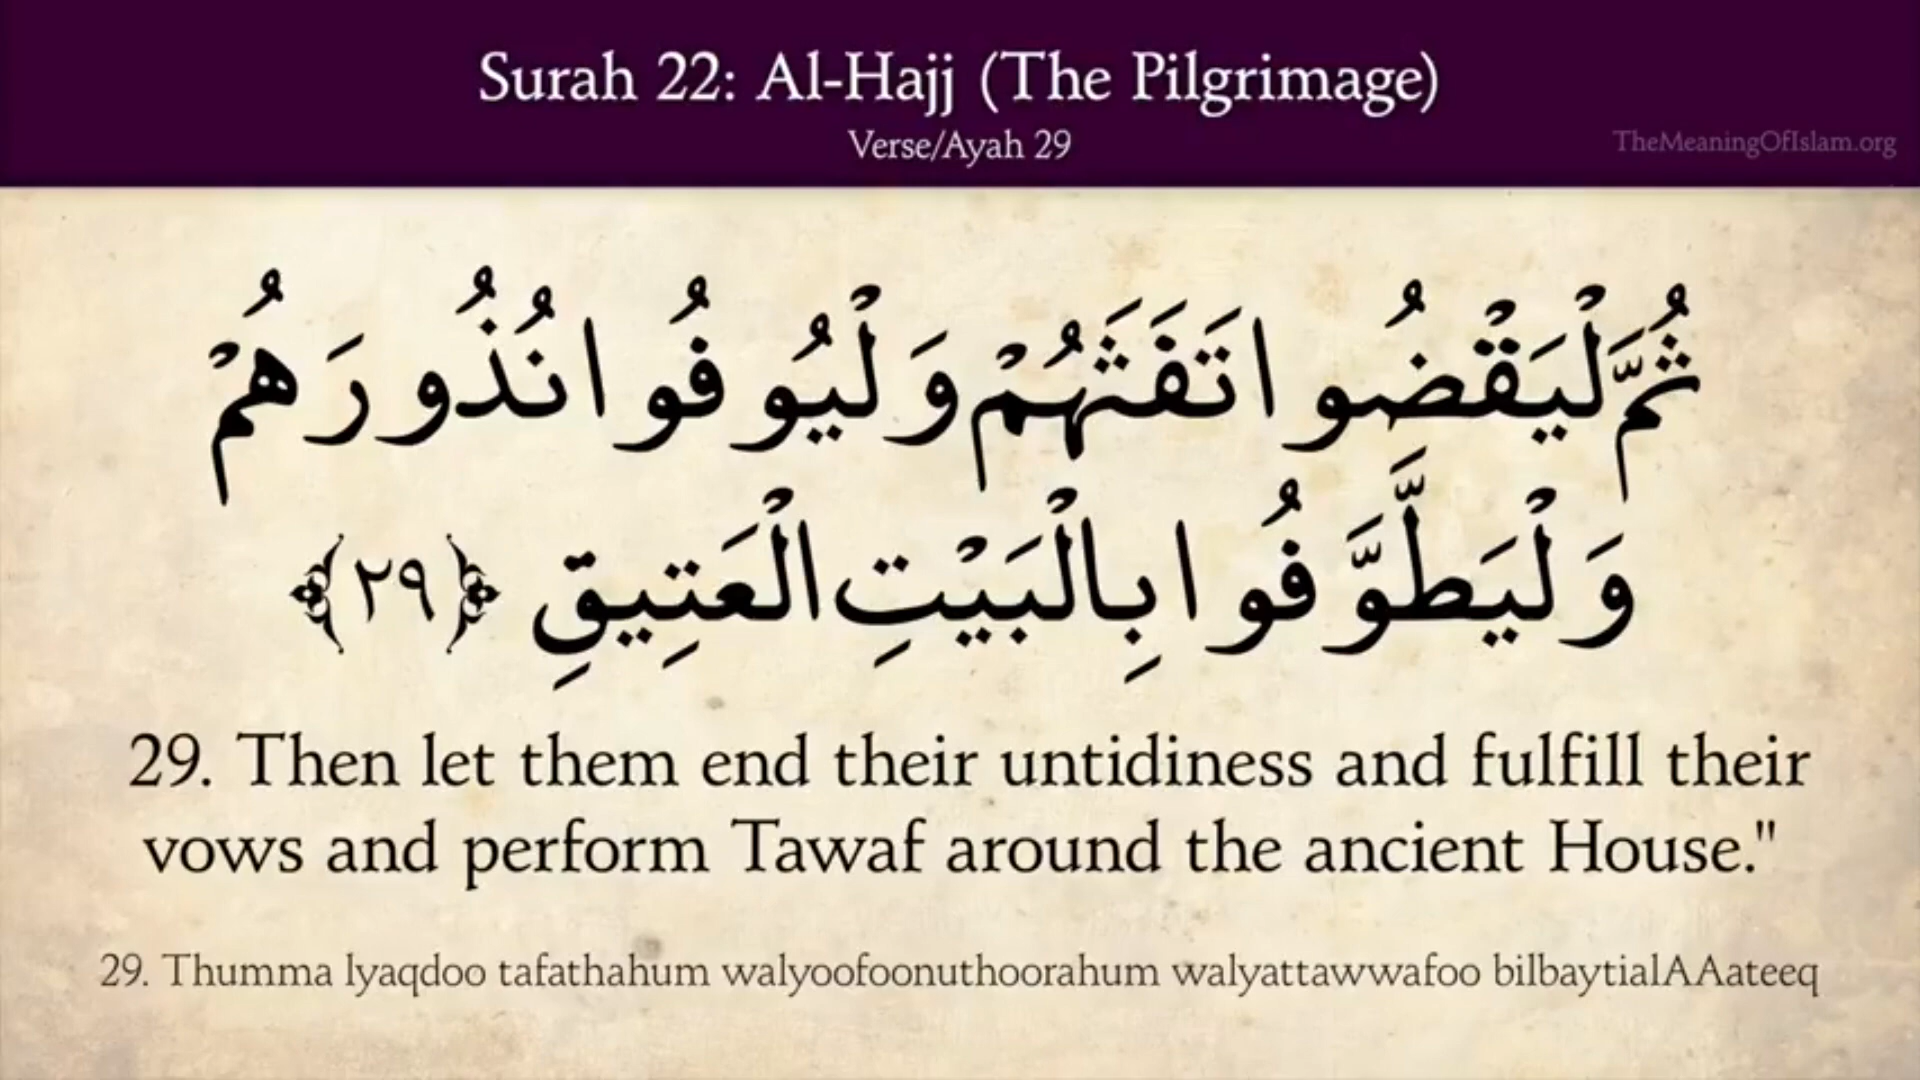 Surah 22: Al-Hajj (The Pilgrimage)
Verse/Ayah 29
TheMeaningOfIslam.org
ثُمَّ لْيَقْضُوا تَفَثَهُمْ وَلْيُوفُوا نُذُورَهُمْ
وَلْيَطَّوَّفُوا بِالْبَيْتِ الْعَتِيقِ ﴿٢٩﴾
29. Then let them end their untidiness and fulfill their
vows and perform Tawaf around the ancient House."
29. Thumma lyaqdoo tafathahum walyoofoonuthoorahum walyattawwafoo bilbaytialAAateeq